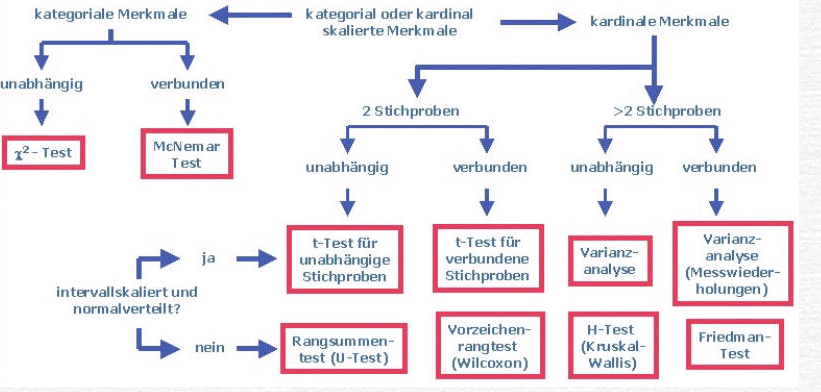 kategoriale Merkmale
kategorial oder kardinal
skalierte Merkmale
kardinale Merkmale
unabhängig
verbunden
2 Stichproben
>2 Stichproben
χ²- Test
McNemar
Test
unabhängig
verbunden
unabhängig
verbunden
ja
t-Test für
unabhängige
Stichproben
t-Test für
verbundene
Stichproben
Varianz-
analyse
Varianz-
analyse
(Messwieder-
holungen)
intervallskaliert und
normalverteilt?
nein
Rangsummen-
test (U-Test)
Vorzeichen-
rangtest
(Wilcoxon)
H-Test
(Kruskal-
Wallis)
Friedman-
Test